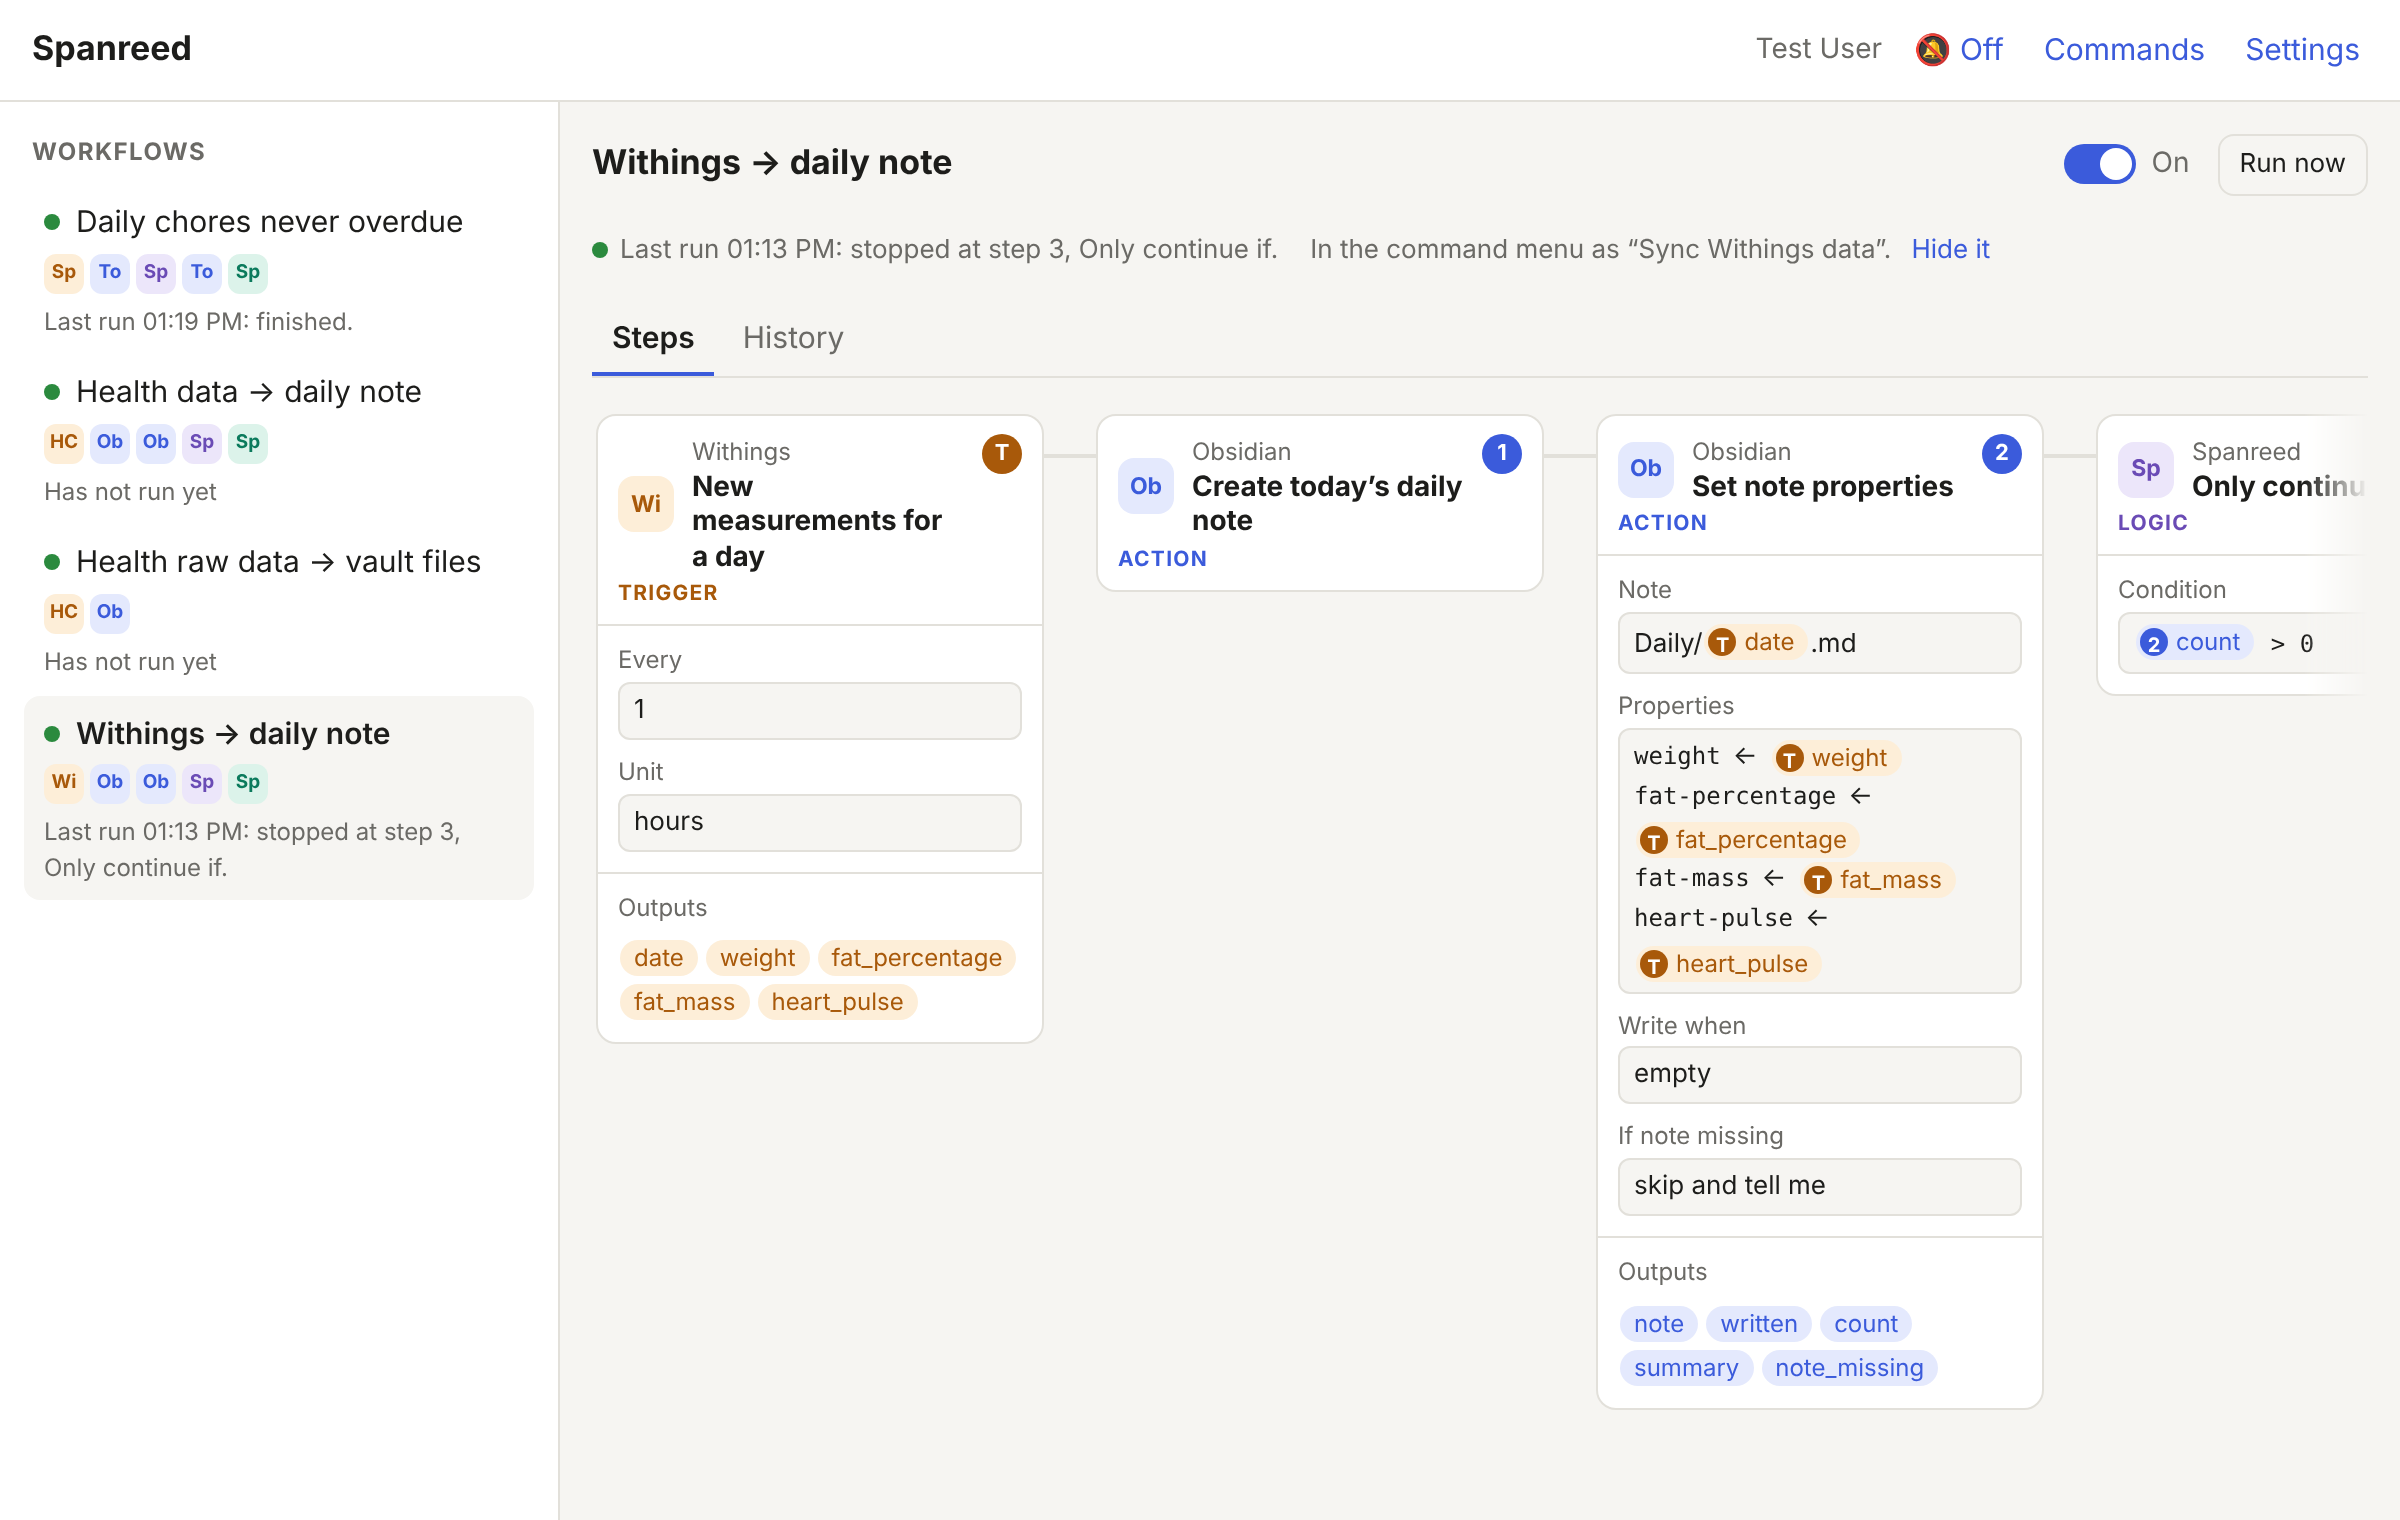 Spanreed
Test User
Off
Commands
Settings
WORKFLOWS
Daily chores never overdue
Sp To Sp To Sp
Last run 01:19 PM: finished.
Health data → daily note
HC Ob Ob Sp Sp
Has not run yet
Health raw data → vault files
HC Ob
Has not run yet
Withings → daily note
Wi Ob Ob Sp Sp
Last run 01:13 PM: stopped at step 3,
Only continue if.
Withings → daily note
On
Run now
Last run 01:13 PM: stopped at step 3, Only continue if.
In the command menu as “Sync Withings data”. Hide it
Steps
History
Wi
Withings
New
measurements for
a day
T
TRIGGER
Every
1
Unit
hours
Outputs
date weight fat_percentage
fat_mass heart_pulse
Ob
Obsidian
Create today’s daily
note
1
ACTION
Ob
Obsidian
Set note properties
2
ACTION
Note
Daily/ T date .md
Properties
weight ← T weight
fat-percentage ←
T fat_percentage
fat-mass ← T fat_mass
heart-pulse ←
T heart_pulse
Write when
empty
If note missing
skip and tell me
Outputs
note written count
summary note_missing
Sp
Spanreed
Only continu
LOGIC
Condition
2 count > 0